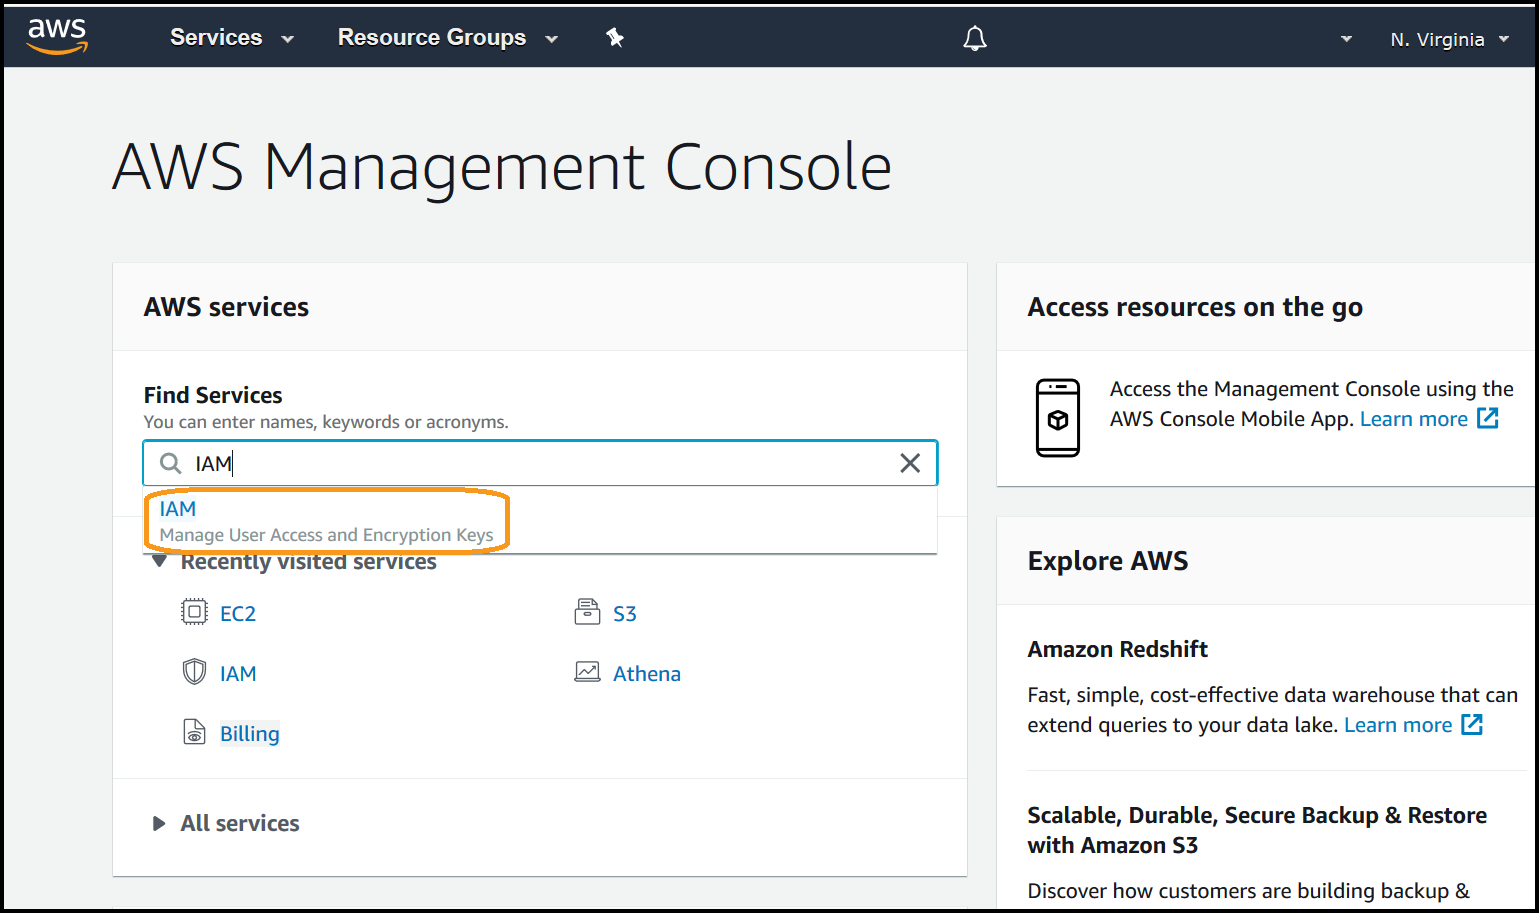 aws
Services
Resource Groups
N. Virginia
AWS Management Console
AWS services
Find Services
You can enter names, keywords or acronyms.
IAM
IAM
Manage User Access and Encryption Keys
Recently visited services
EC2
S3
IAM
Athena
Billing
All services
Access resources on the go
Access the Management Console using the
AWS Console Mobile App. Learn more
Explore AWS
Amazon Redshift
Fast, simple, cost-effective data warehouse that can
extend queries to your data lake. Learn more
Scalable, Durable, Secure Backup & Restore
with Amazon S3
Discover how customers are building backup &